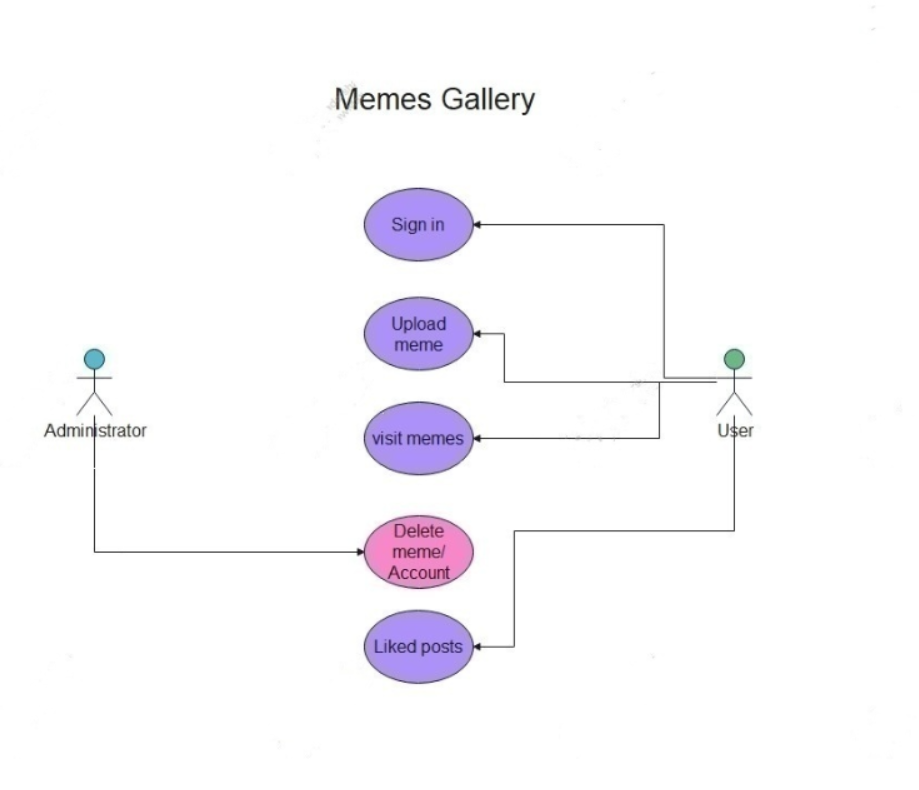 Memes Gallery
Sign in
Upload
meme
Administrator
User
visit memes
Delete
meme/
Account
Liked posts